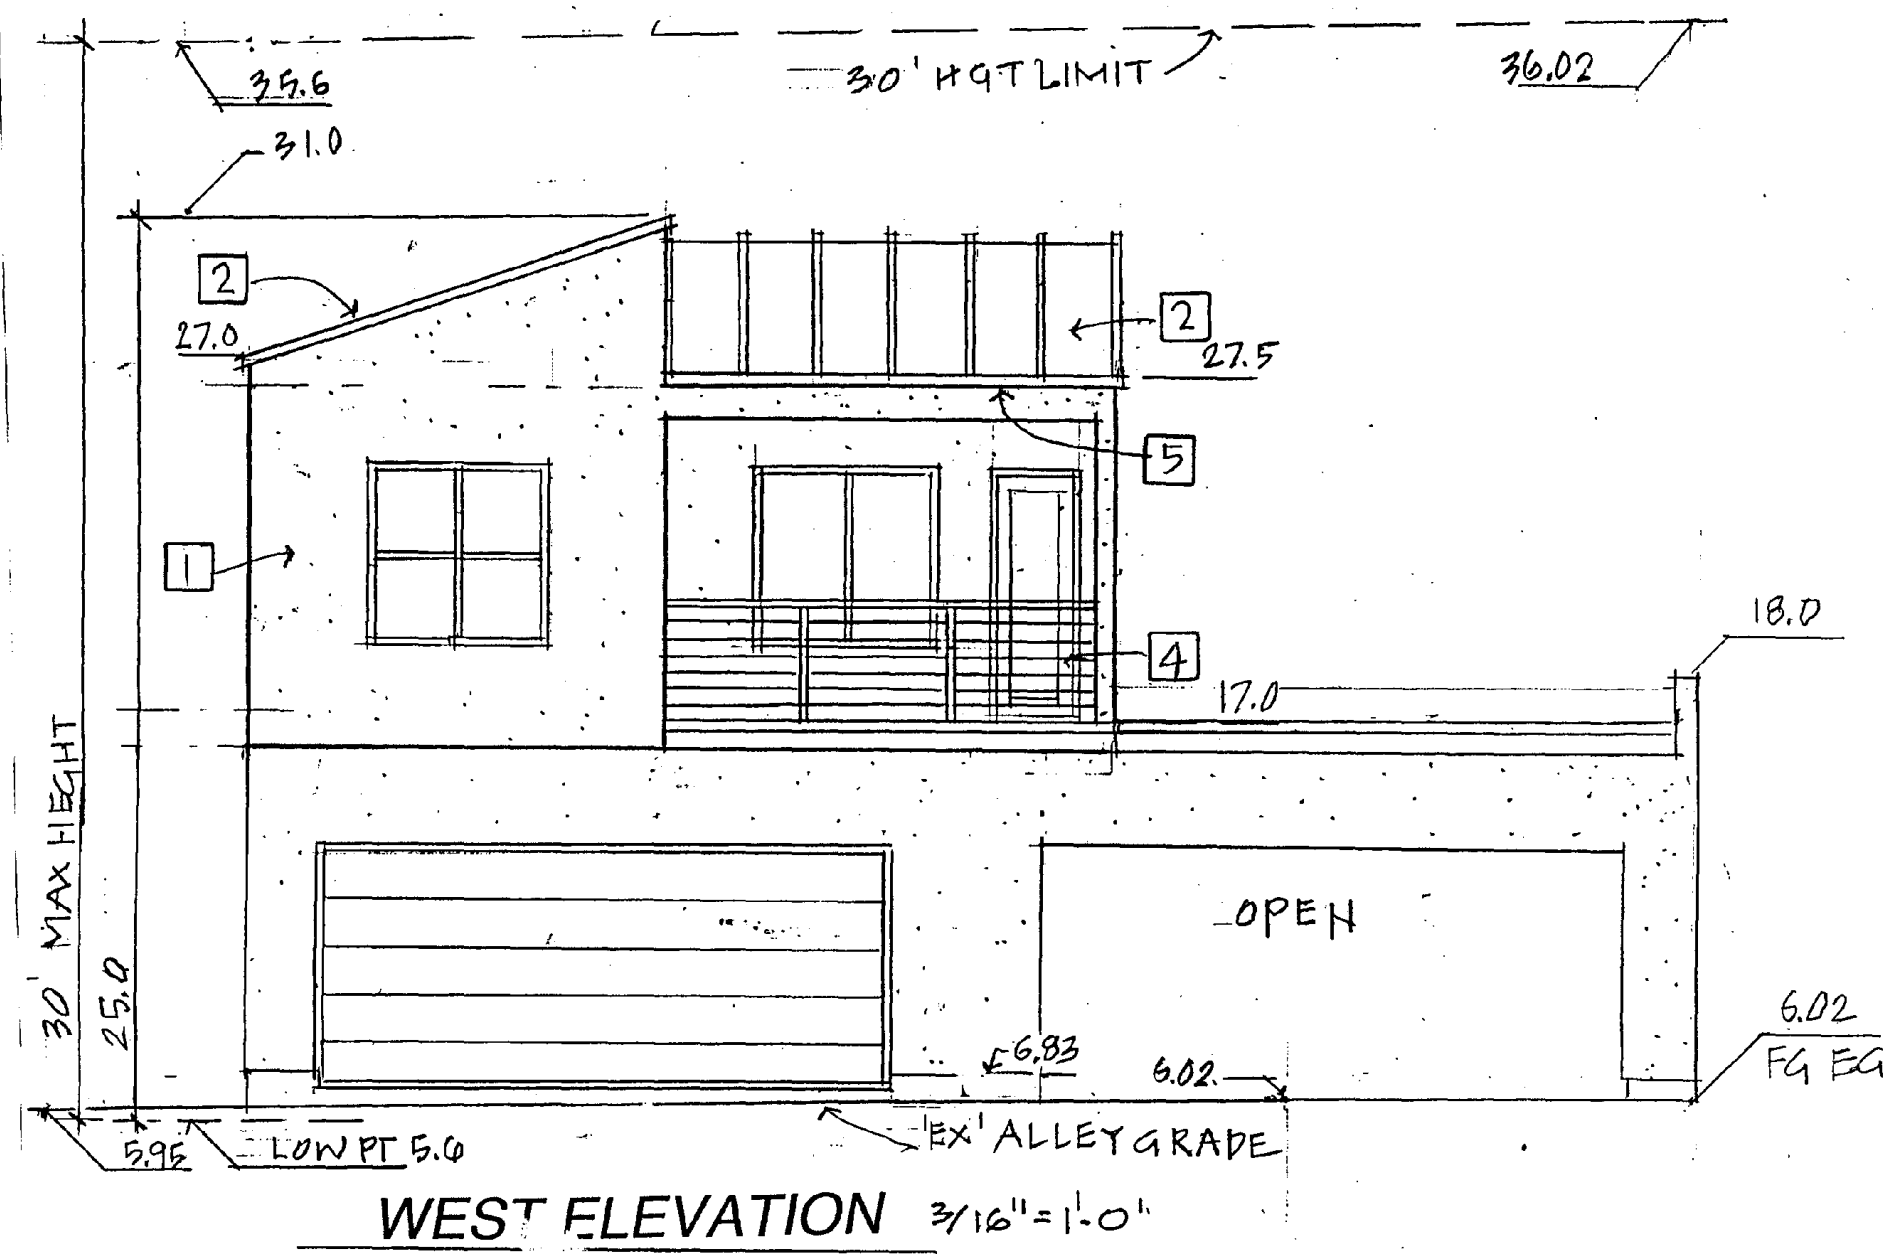 35.6
30' HGT LIMIT
36.02
31.0
2
27.0
2
27.5
5
1
4
18.0
17.0
30' MAX HEGHT
25.0
OPEN
6.83
6.02
6.02
FG EG
5.95
LOW PT 5.6
'EX' ALLEY GRADE
WEST ELEVATION 3/16" = 1'-0"